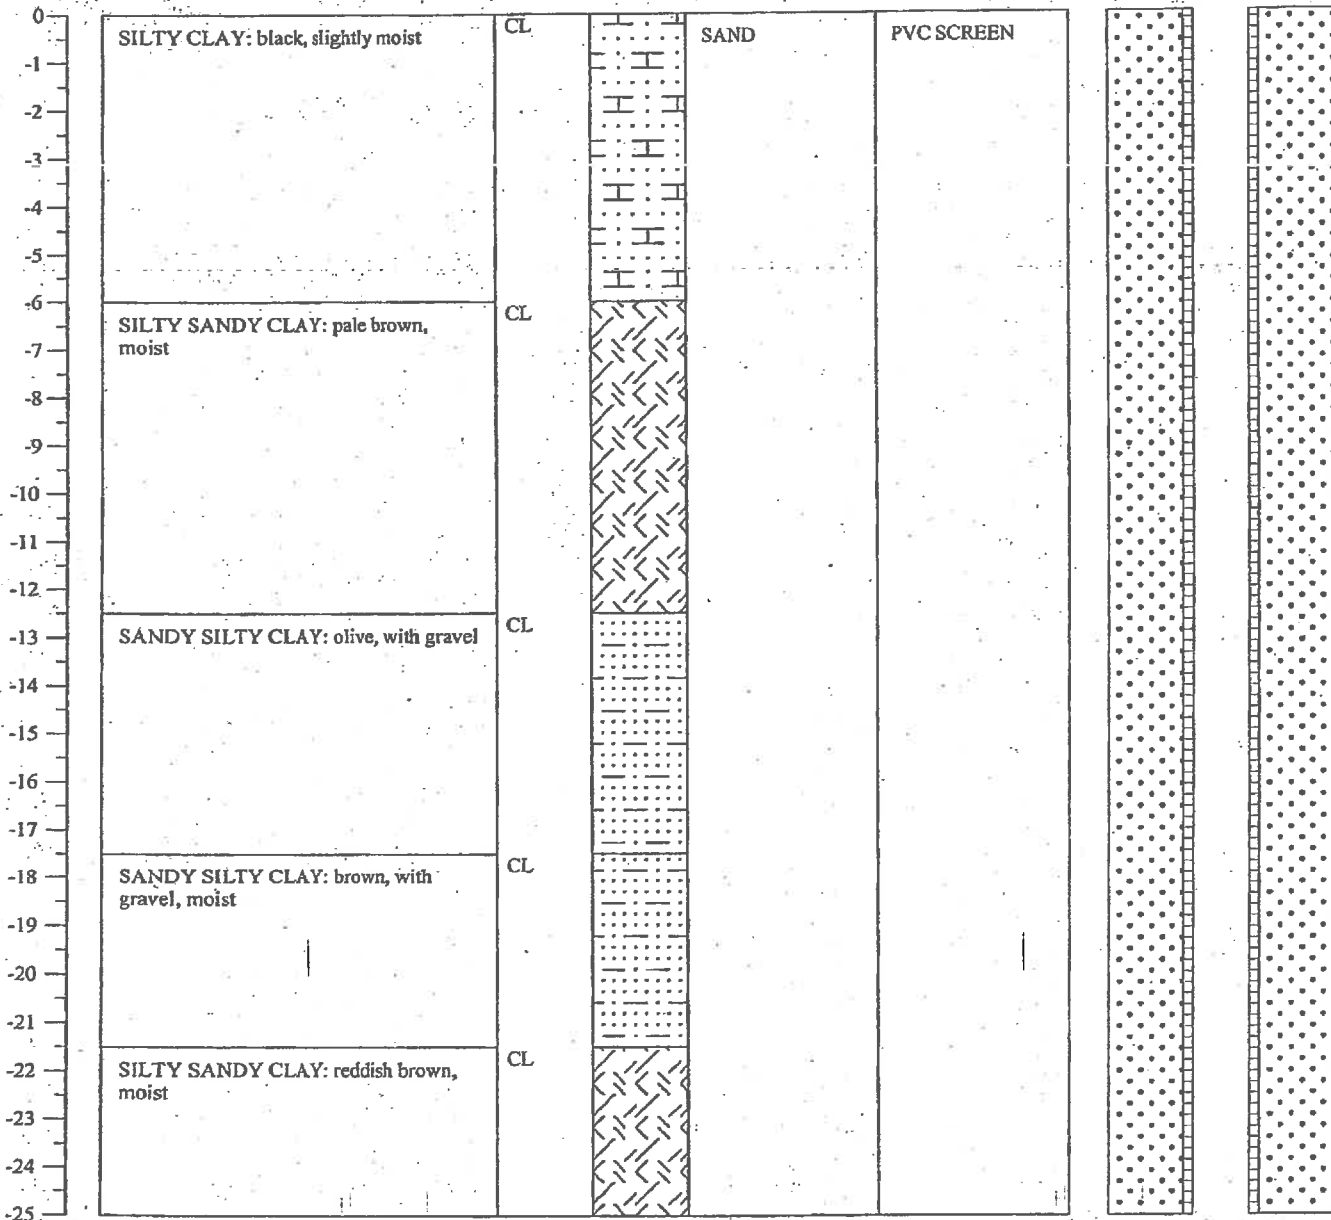 0
-1
-2
-3
-4
-5
-6
-7
-8
-9
-10
-11
-12
-13
-14
-15
-16
-17
-18
-19
-20
-21
-22
-23
-24
-25
SILTY CLAY: black, slightly moist
CL
SAND
PVC SCREEN
SILTY SANDY CLAY: pale brown,
moist
CL
SANDY SILTY CLAY: olive, with gravel
CL
SANDY SILTY CLAY: brown, with
gravel, moist
CL
SILTY SANDY CLAY: reddish brown,
moist
CL